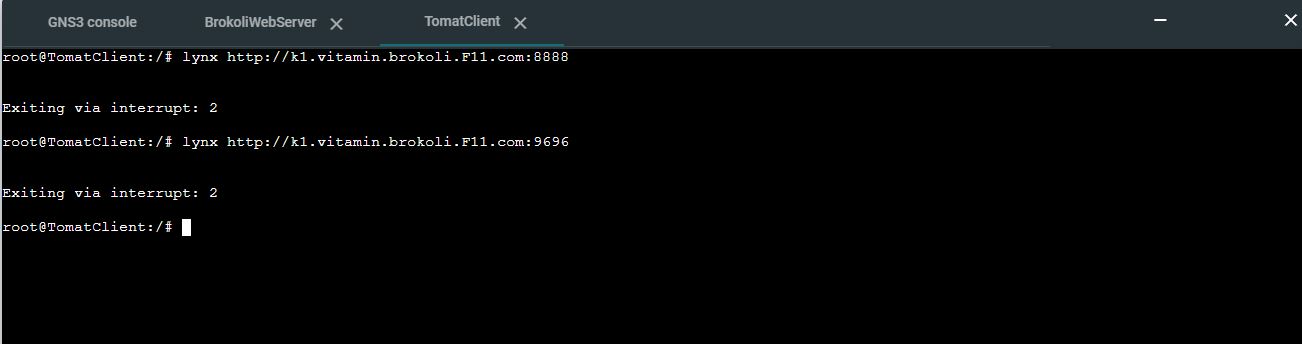 GNS3 console BrokoliWebServer TomatClient
root@TomatClient:/# lynx http://k1.vitamin.brokoli.F11.com:8888
Exiting via interrupt: 2
root@TomatClient:/# lynx http://k1.vitamin.brokoli.F11.com:9696
Exiting via interrupt: 2
root@TomatClient:/#